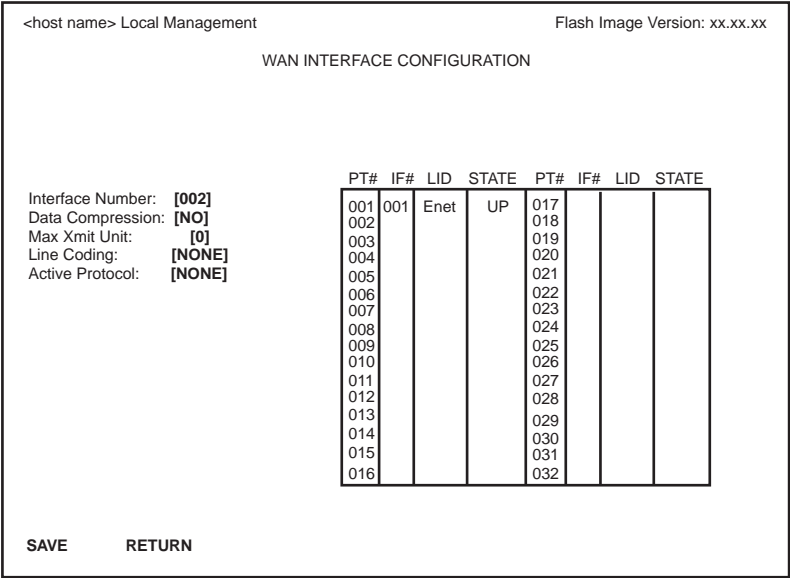 <host name> Local Management Flash Image Version: xx.xx.xx
WAN INTERFACE CONFIGURATION
Interface Number: [002]
Data Compression: [NO]
Max Xmit Unit: [0]
Line Coding: [NONE]
Active Protocol: [NONE]
PT# IF# LID STATE PT# IF# LID STATE
001 001 Enet UP 017
002 018
003 019
004 020
005 021
006 022
007 023
008 024
009 025
010 026
011 027
012 028
013 029
014 030
015 031
016 032
SAVE RETURN